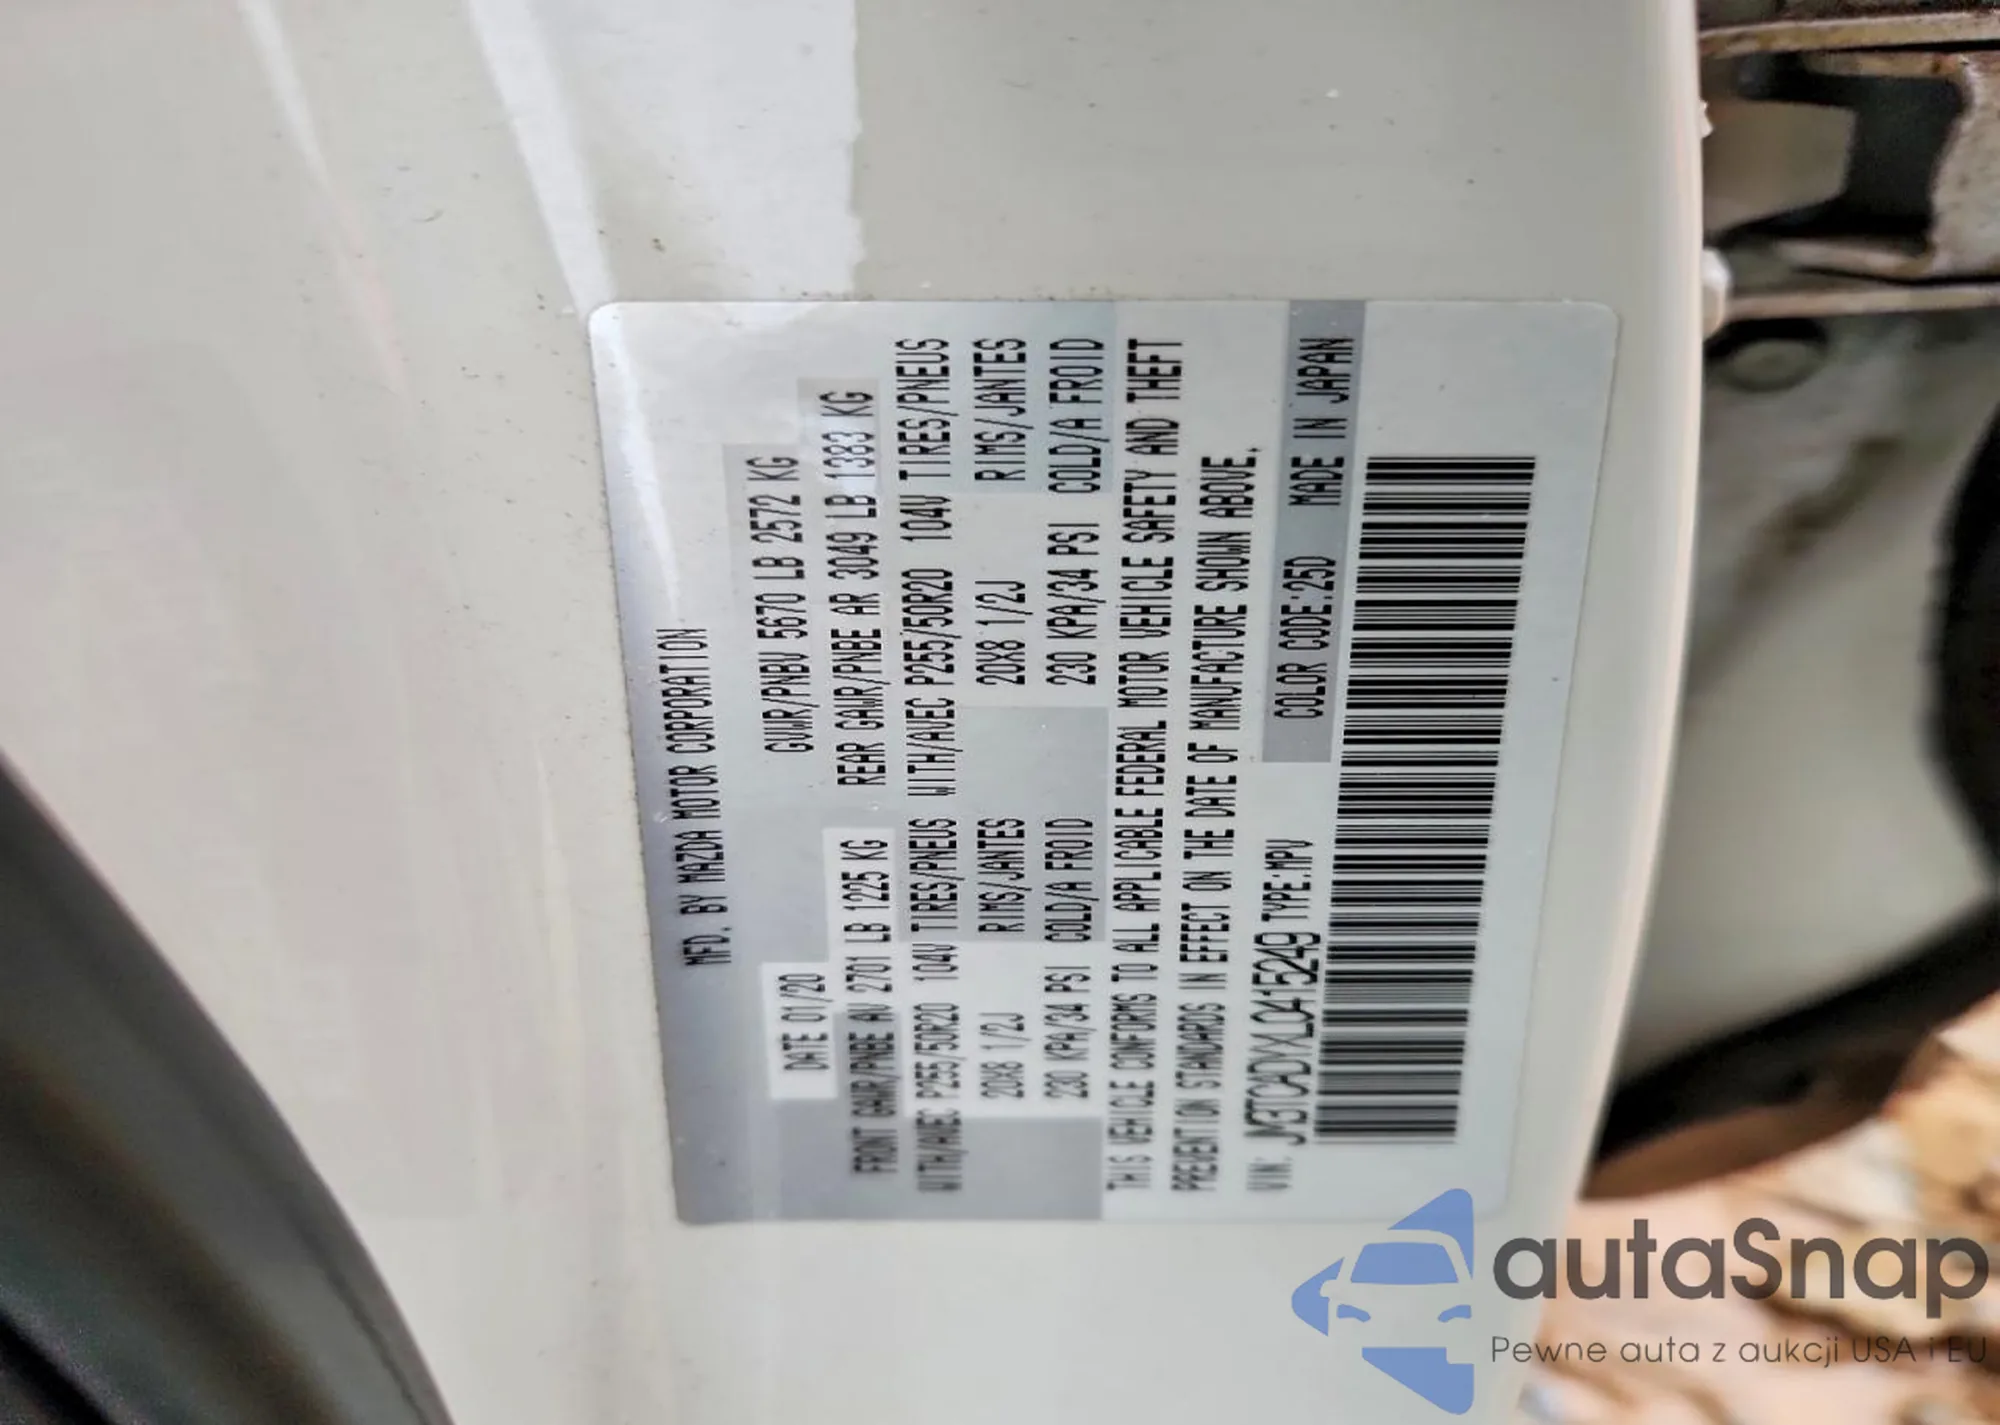 MFD. BY MAZDA MOTOR CORPORATION
DATE 01/20 GVWR/PNBV 5670 LB 2572 KG
FRONT GAWR/PNBE AV 2701 LB 1225 KG REAR GAWR/PNBE AR 3049 LB 1383 KG
WITH/AVEC P255/50R20 104V TIRES/PNEUS WITH/AVEC P255/50R20 104V TIRES/PNEUS
20X8 1/2J RIMS/JANTES 20X8 1/2J RIMS/JANTES
230 KPA/34 PSI COLD/A FROID 230 KPA/34 PSI COLD/A FROID
THIS VEHICLE CONFORMS TO ALL APPLICABLE FEDERAL MOTOR VEHICLE SAFETY AND THEFT
PREVENTION STANDARDS IN EFFECT ON THE DATE OF MANUFACTURE SHOWN ABOVE.
VIN: JM3TCADYXL0415249 TYPE:MPV COLOR CODE:25D MADE IN JAPAN
autaSnap
Pewne auta z aukcji USA i EU